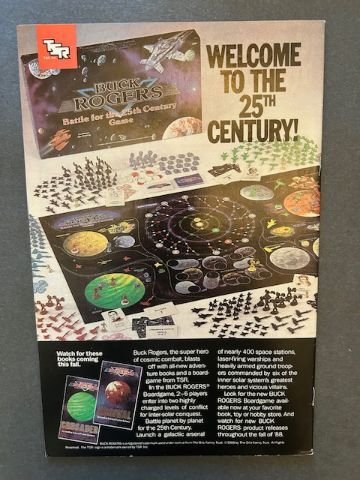 TSR
WELCOME
TO THE
25TH
CENTURY!
BUCK
ROGERS
Battle for the 25th Century
Game
Watch for these
books coming
this fall.
Buck Rogers, the super hero
of cosmic combat, blasts
off with all-new adven-
ture books and a board-
game from TSR.
In the BUCK ROGERS®
Boardgame, 2-6 players
enter into two highly
charged levels of conflict
for inter-solar conquest.
Battle planet by planet
for the 25th Century.
Launch a galactic arsenal
of nearly 400 space stations,
laser-firing warships and
heavily armed ground troop-
ers commanded by six of the
inner solar system's greatest
heroes and vicious villains.
Look for the new BUCK
ROGERS Boardgame avail-
able now at your favorite book,
toy or hobby store. And
watch for new BUCK
ROGERS product releases
throughout the fall of '88.